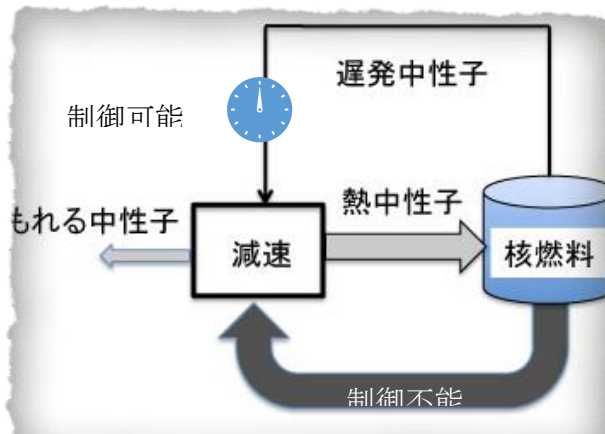 遅発中性子
制御可能
もれる中性子
熱中性子
減速
核燃料
制御不能